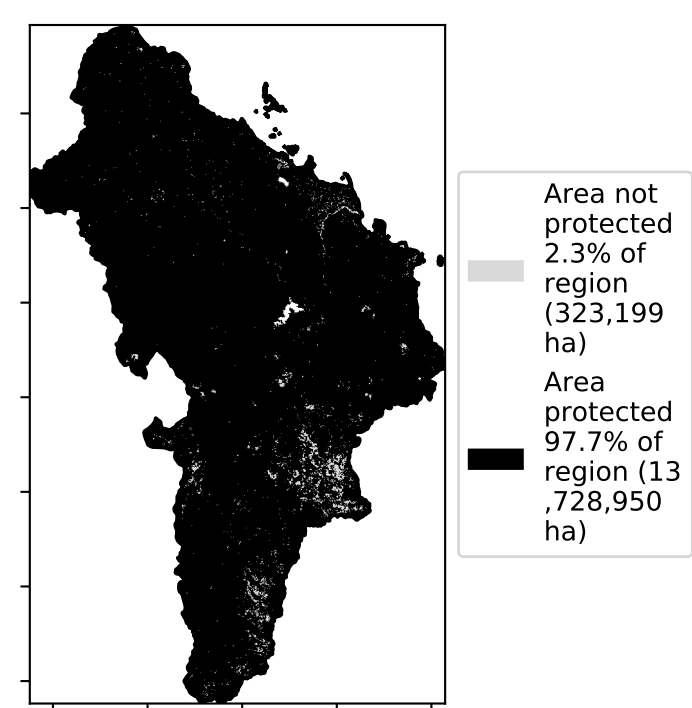 Area not
protected
2.3% of
region
(323,199
ha)
Area
protected
97.7% of
region (13
,728,950
ha)